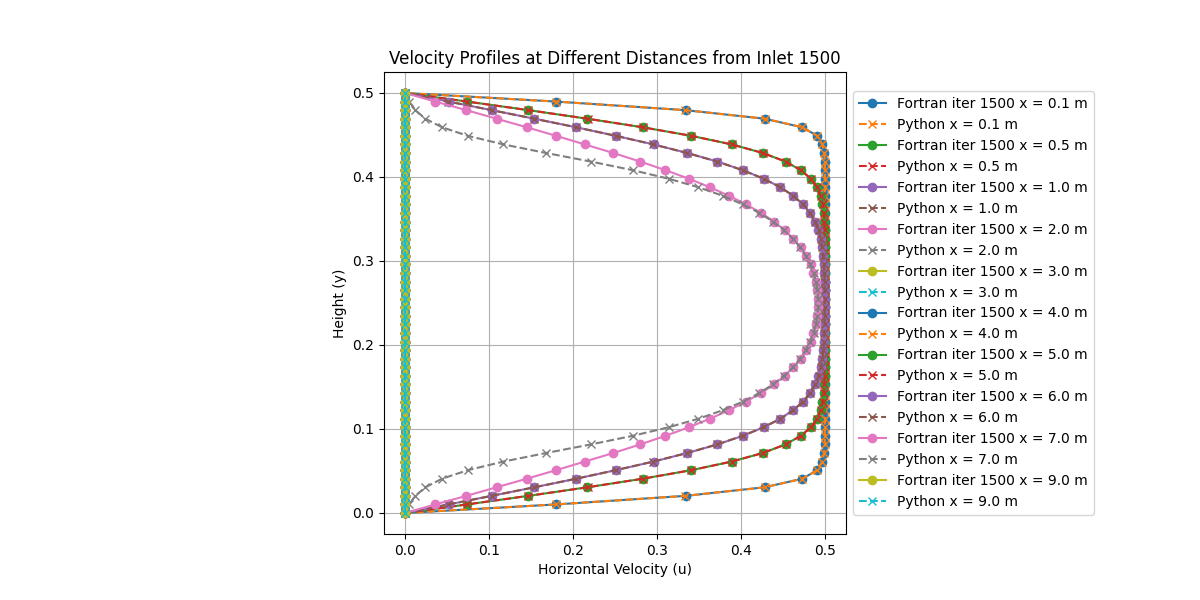 Velocity Profiles at Different Distances from Inlet 1500
0.5
0.4
0.3
0.2
0.1
0.0
Height (y)
0.0 0.1 0.2 0.3 0.4 0.5
Horizontal Velocity (u)
Fortran iter 1500 x = 0.1 m
Python x = 0.1 m
Fortran iter 1500 x = 0.5 m
Python x = 0.5 m
Fortran iter 1500 x = 1.0 m
Python x = 1.0 m
Fortran iter 1500 x = 2.0 m
Python x = 2.0 m
Fortran iter 1500 x = 3.0 m
Python x = 3.0 m
Fortran iter 1500 x = 4.0 m
Python x = 4.0 m
Fortran iter 1500 x = 5.0 m
Python x = 5.0 m
Fortran iter 1500 x = 6.0 m
Python x = 6.0 m
Fortran iter 1500 x = 7.0 m
Python x = 7.0 m
Fortran iter 1500 x = 9.0 m
Python x = 9.0 m